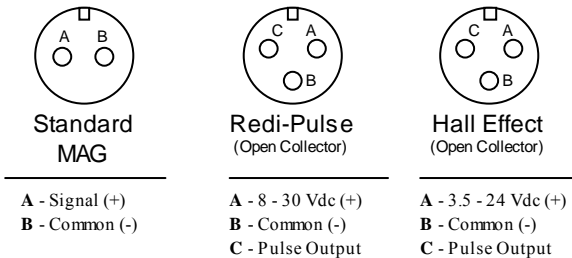 A B
Standard
MAG
A - Signal (+)
B - Common (-)
C A
B
Redi-Pulse
(Open Collector)
A - 8 - 30 Vdc (+)
B - Common (-)
C - Pulse Output
C A
B
Hall Effect
(Open Collector)
A - 3.5 - 24 Vdc (+)
B - Common (-)
C - Pulse Output